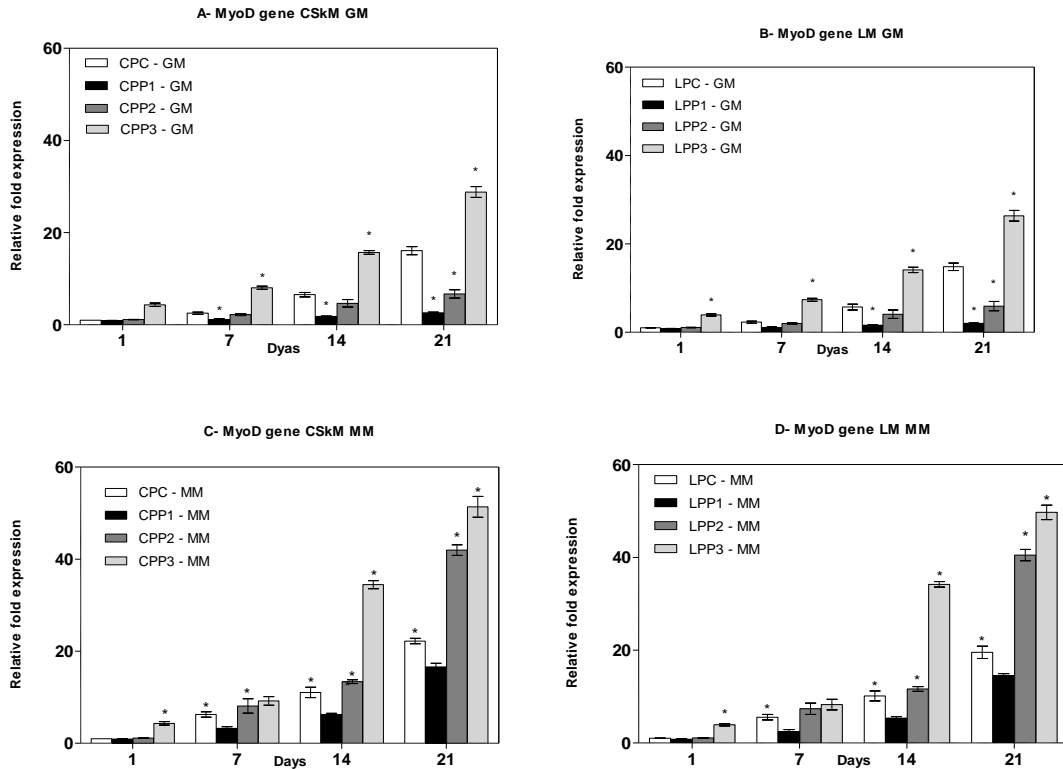 A- MyoD gene CSkM GM
Relative fold expression
60
40
20
0
CPC - GM
CPP1 - GM
CPP2 - GM
CPP3 - GM
* * * * * * *
1 7 14 21
Dyas
B- MyoD gene LM GM
Relative fold expression
60
40
20
0
LPC - GM
LPP1 - GM
LPP2 - GM
LPP3 - GM
* * * * * * *
1 7 14 21
Dyas
C- MyoD gene CSkM MM
Relative fold expression
60
40
20
0
CPC - MM
CPP1 - MM
CPP2 - MM
CPP3 - MM
* * * * * * * * *
1 7 14 21
Days
D- MyoD gene LM MM
Relative fold expression
60
40
20
0
LPC - MM
LPP1 - MM
LPP2 - MM
LPP3 - MM
* * * * * * * *
1 7 14 21
Days